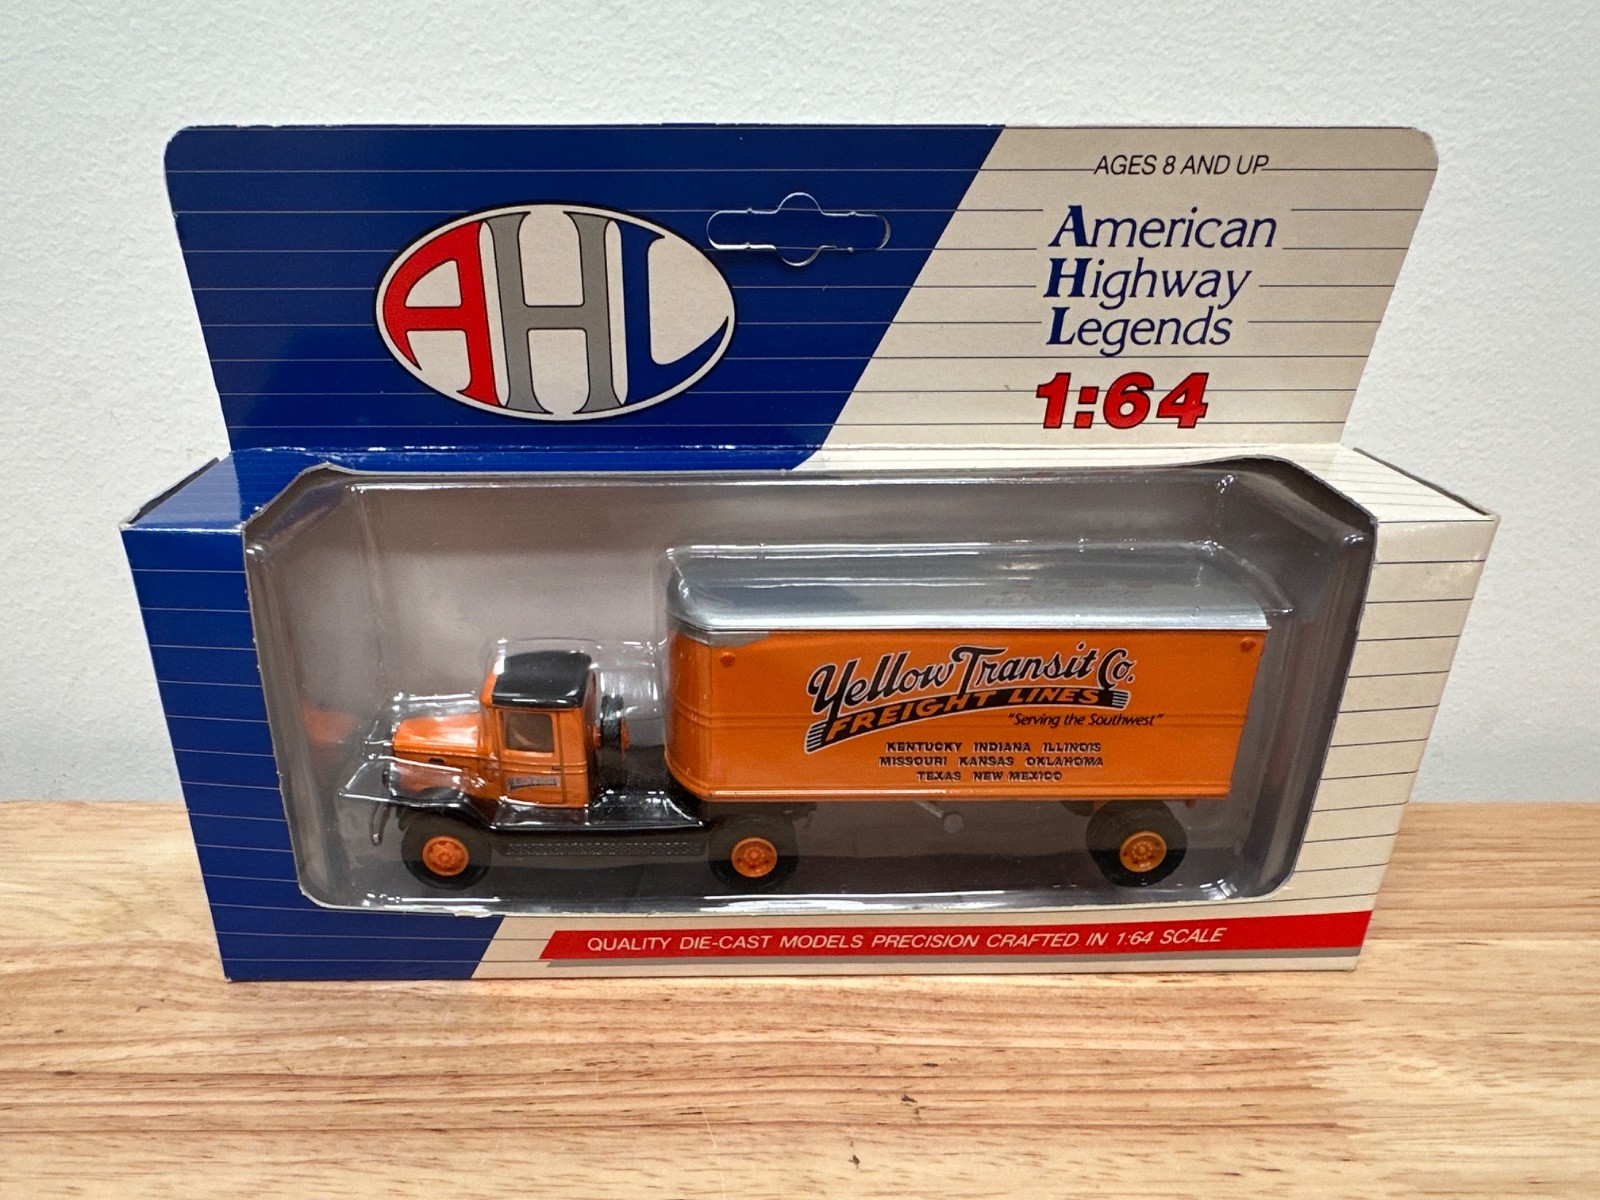 AHL
AGES 8 AND UP
American
Highway
Legends
1:64
Yellow Transit Co.
FREIGHT LINES
"Serving the Southwest"
KENTUCKY INDIANA ILLINOIS
MISSOURI KANSAS OKLAHOMA
TEXAS NEW MEXICO
QUALITY DIE-CAST MODELS PRECISION CRAFTED IN 1:64 SCALE